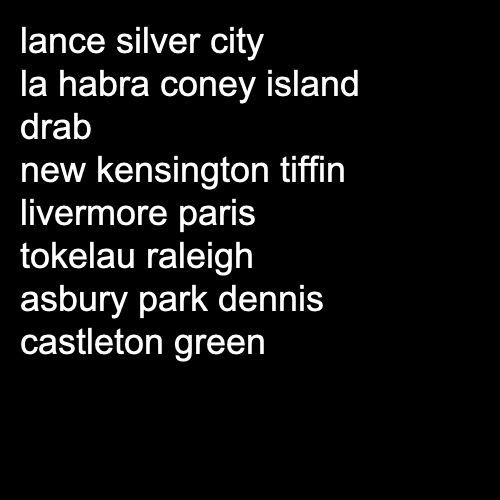 lance silver city
la habra coney island
drab
new kensington tiffin
livermore paris
tokelau raleigh
asbury park dennis
castleton green